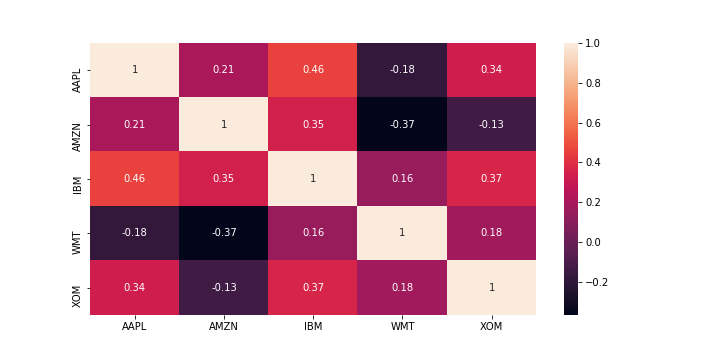 AAPL 1 0.21 0.46 -0.18 0.34 1.0
0.8
AMZN 0.21 1 0.35 -0.37 -0.13 0.6
IBM 0.46 0.35 1 0.16 0.37 0.4
0.2
WMT -0.18 -0.37 0.16 1 0.18 0.0
XOM 0.34 -0.13 0.37 0.18 1 -0.2
AAPL AMZN IBM WMT XOM